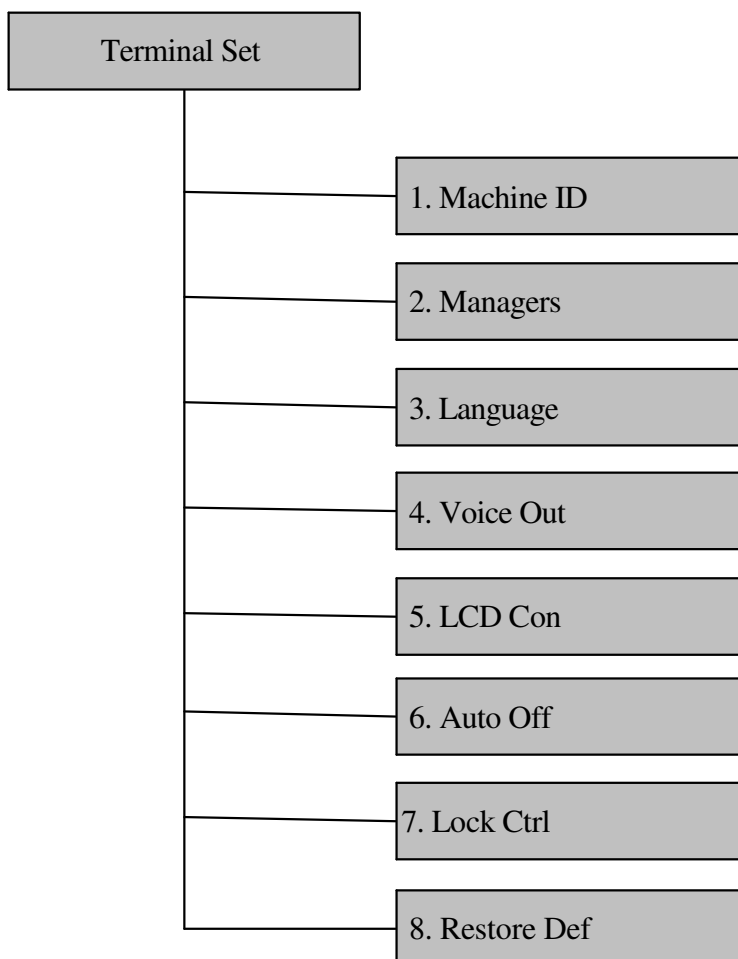 Terminal Set
1. Machine ID
2. Managers
3. Language
4. Voice Out
5. LCD Con
6. Auto Off
7. Lock Ctrl
8. Restore Def